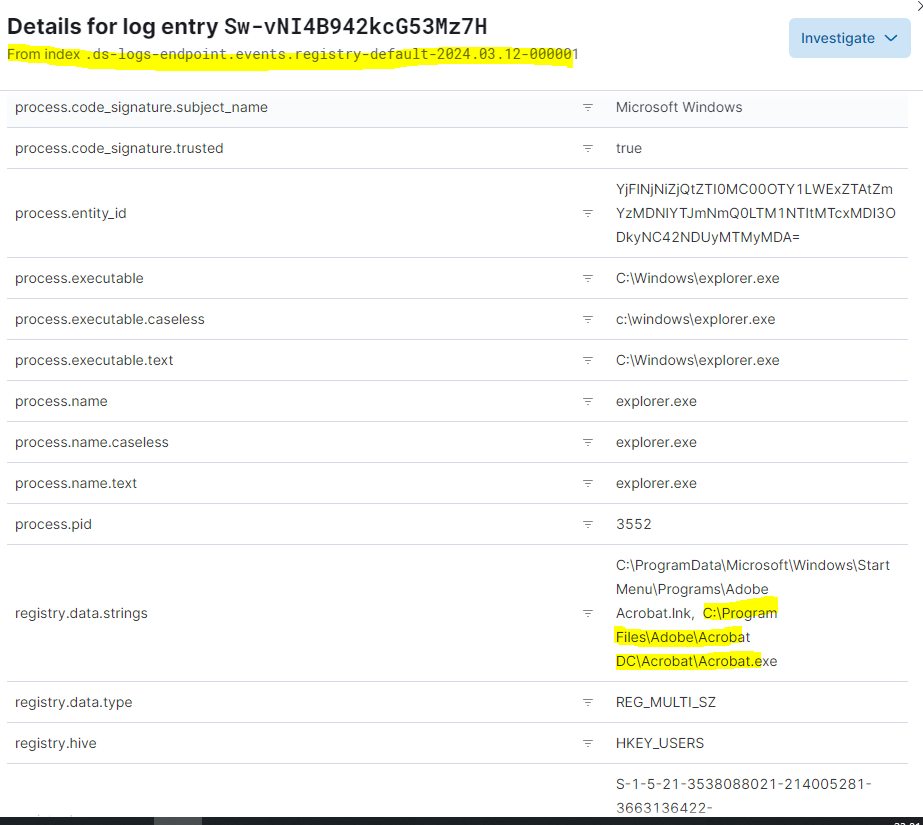 Details for log entry Sw-vNI4B942kcG53Mz7H
From index .ds-logs-endpoint.events.registry-default-2024.03.12-000001
Investigate
process.code_signature.subject_name Microsoft Windows
process.code_signature.trusted true
process.entity_id YjFlNjNiZjQtZTI0MC00OTY1LWExZTAtZm
YzMDNlYTJmNmQ0LTM1NTItMTcxMDI3O
DkyNC42NDUyMTMyMDA=
process.executable C:\Windows\explorer.exe
process.executable.caseless c:\windows\explorer.exe
process.executable.text C:\Windows\explorer.exe
process.name explorer.exe
process.name.caseless explorer.exe
process.name.text explorer.exe
process.pid 3552
registry.data.strings C:\ProgramData\Microsoft\Windows\Start
Menu\Programs\Adobe
Acrobat.lnk, C:\Program
Files\Adobe\Acrobat
DC\Acrobat\Acrobat.exe
registry.data.type REG_MULTI_SZ
registry.hive HKEY_USERS
S-1-5-21-3538088021-214005281-
3663136422-